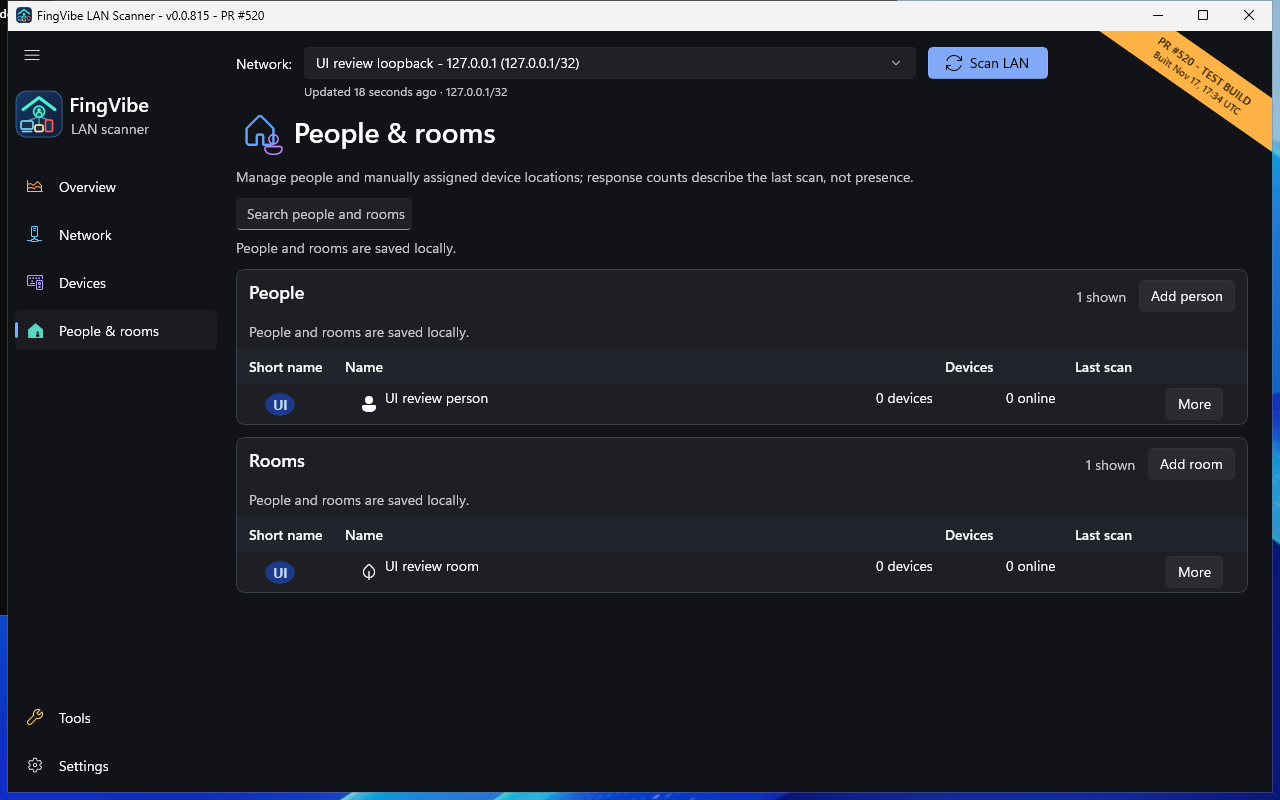 FingVibe LAN Scanner - v0.0.815 - PR #520
Network:
UI review loopback - 127.0.0.1 (127.0.0.1/32)
Scan LAN
Updated 18 seconds ago · 127.0.0.1/32
PR #520 - TEST BUILD
Built Nov 17, 17:34 UTC
FingVibe
LAN scanner
Overview
Network
Devices
People & rooms
Tools
Settings
People & rooms
Manage people and manually assigned device locations; response counts describe the last scan, not presence.
Search people and rooms
People and rooms are saved locally.
People
1 shown
Add person
People and rooms are saved locally.
Short name Name Devices Last scan
UI UI review person 0 devices 0 online More
Rooms
1 shown
Add room
People and rooms are saved locally.
Short name Name Devices Last scan
UI UI review room 0 devices 0 online More